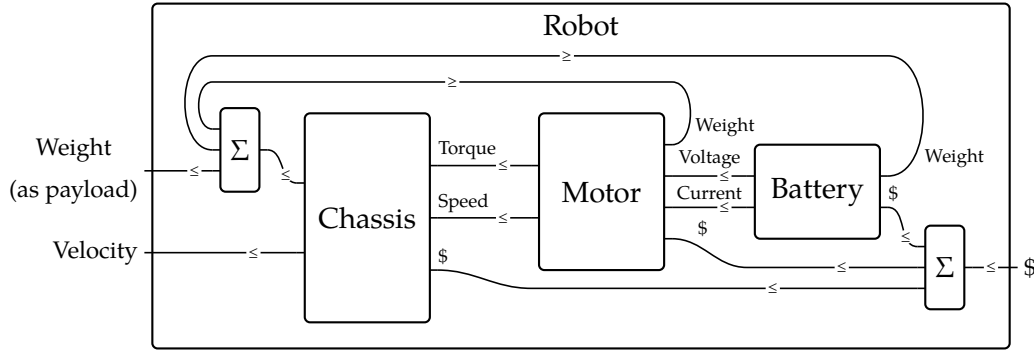 Robot
≥
≥
Weight
Weight
(as payload)
≤
Σ
≤
Torque
≤
Voltage
≤
Weight
Chassis
Motor
Battery
Speed
≤
Current
≤
$
≤
Velocity
≤
$
$
≤
≤
Σ
≤
$